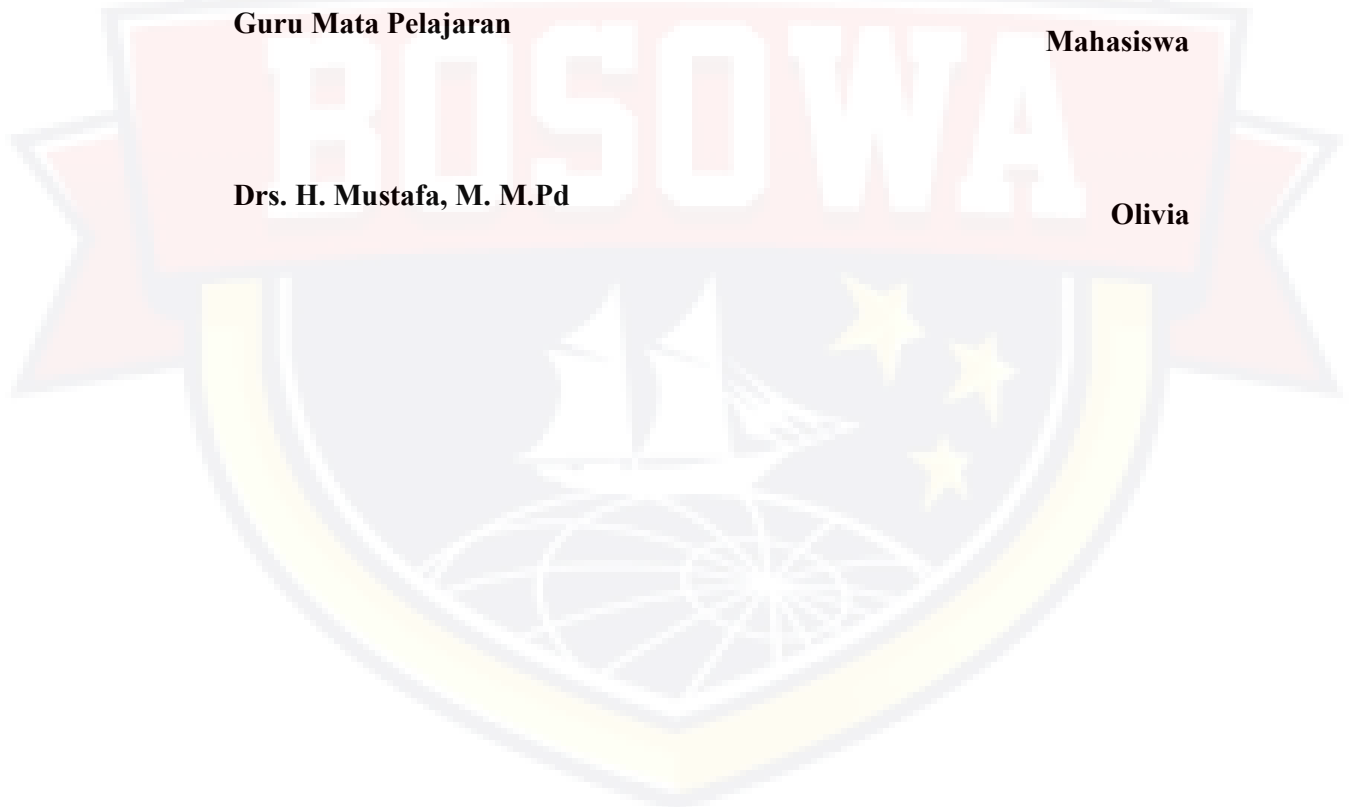 Guru Mata Pelajaran
Mahasiswa
BOSOWA
Drs. H. Mustafa, M. M.Pd
Olivia